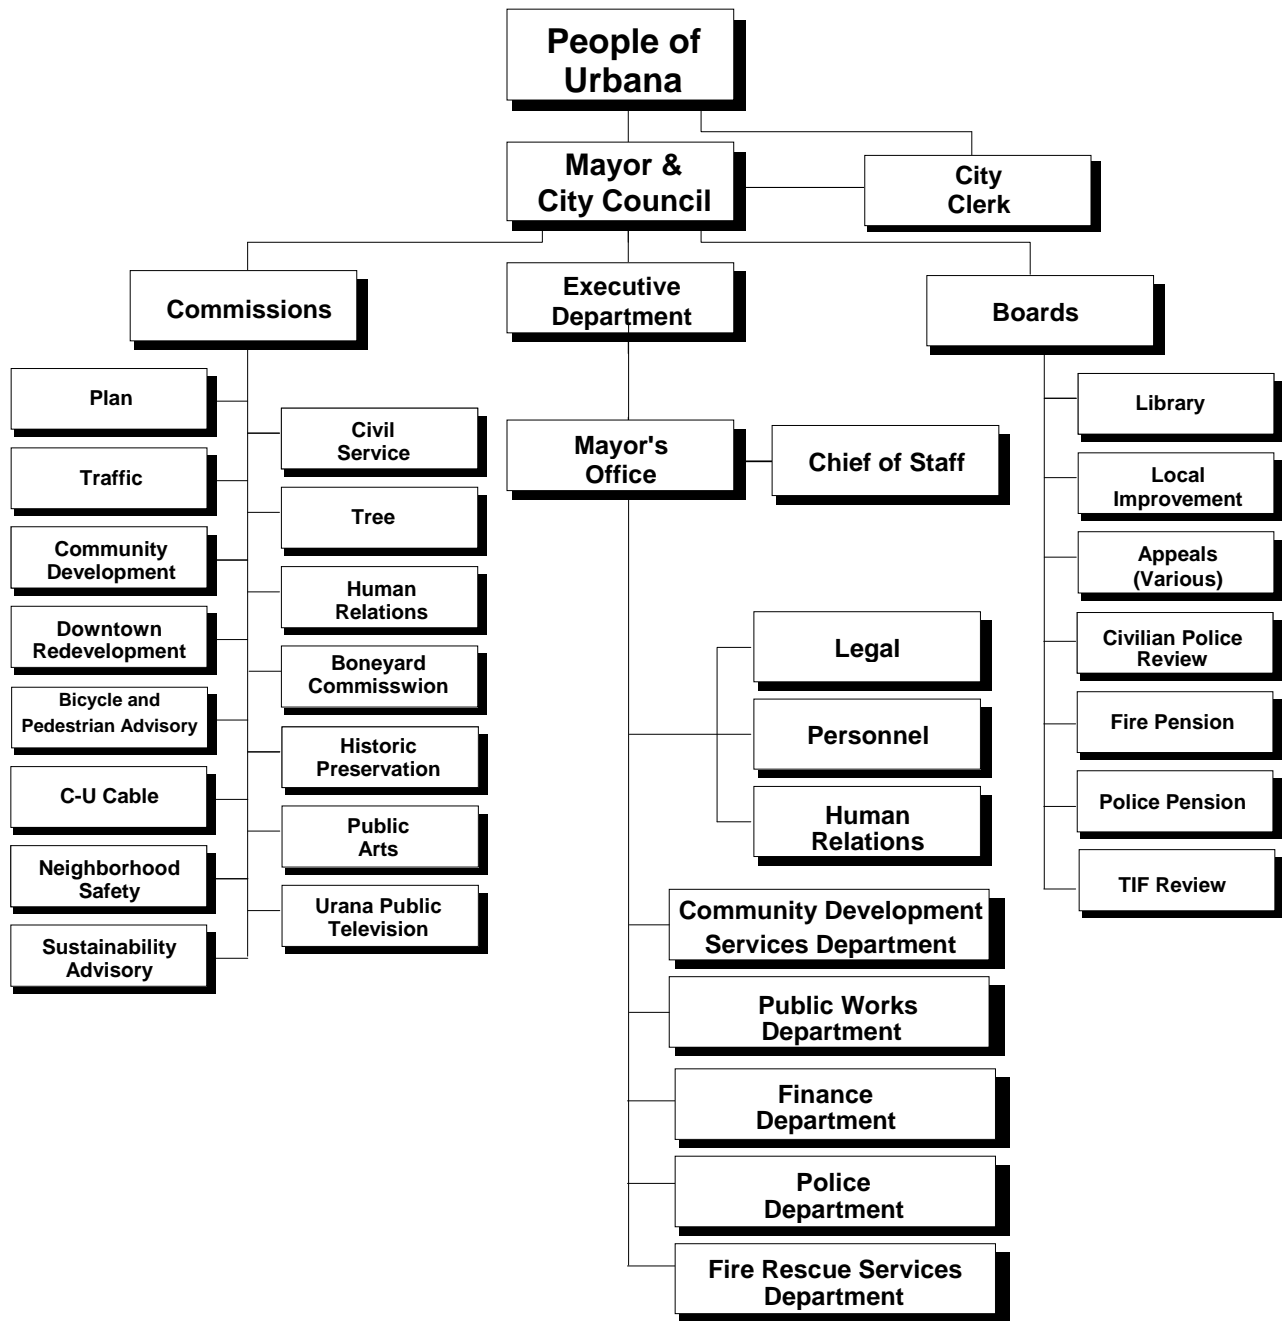 People of
Urbana
Mayor &
City Council
City
Clerk
Commissions
Executive
Department
Boards
Plan
Traffic
Community
Development
Downtown
Redevelopment
Bicycle and
Pedestrian Advisory
C-U Cable
Neighborhood
Safety
Sustainability
Advisory
Civil
Service
Tree
Human
Relations
Boneyard
Commisswion
Historic
Preservation
Public
Arts
Urana Public
Television
Mayor's
Office
Chief of Staff
Legal
Personnel
Human
Relations
Community Development
Services Department
Public Works
Department
Finance
Department
Police
Department
Fire Rescue Services
Department
Library
Local
Improvement
Appeals
(Various)
Civilian Police
Review
Fire Pension
Police Pension
TIF Review